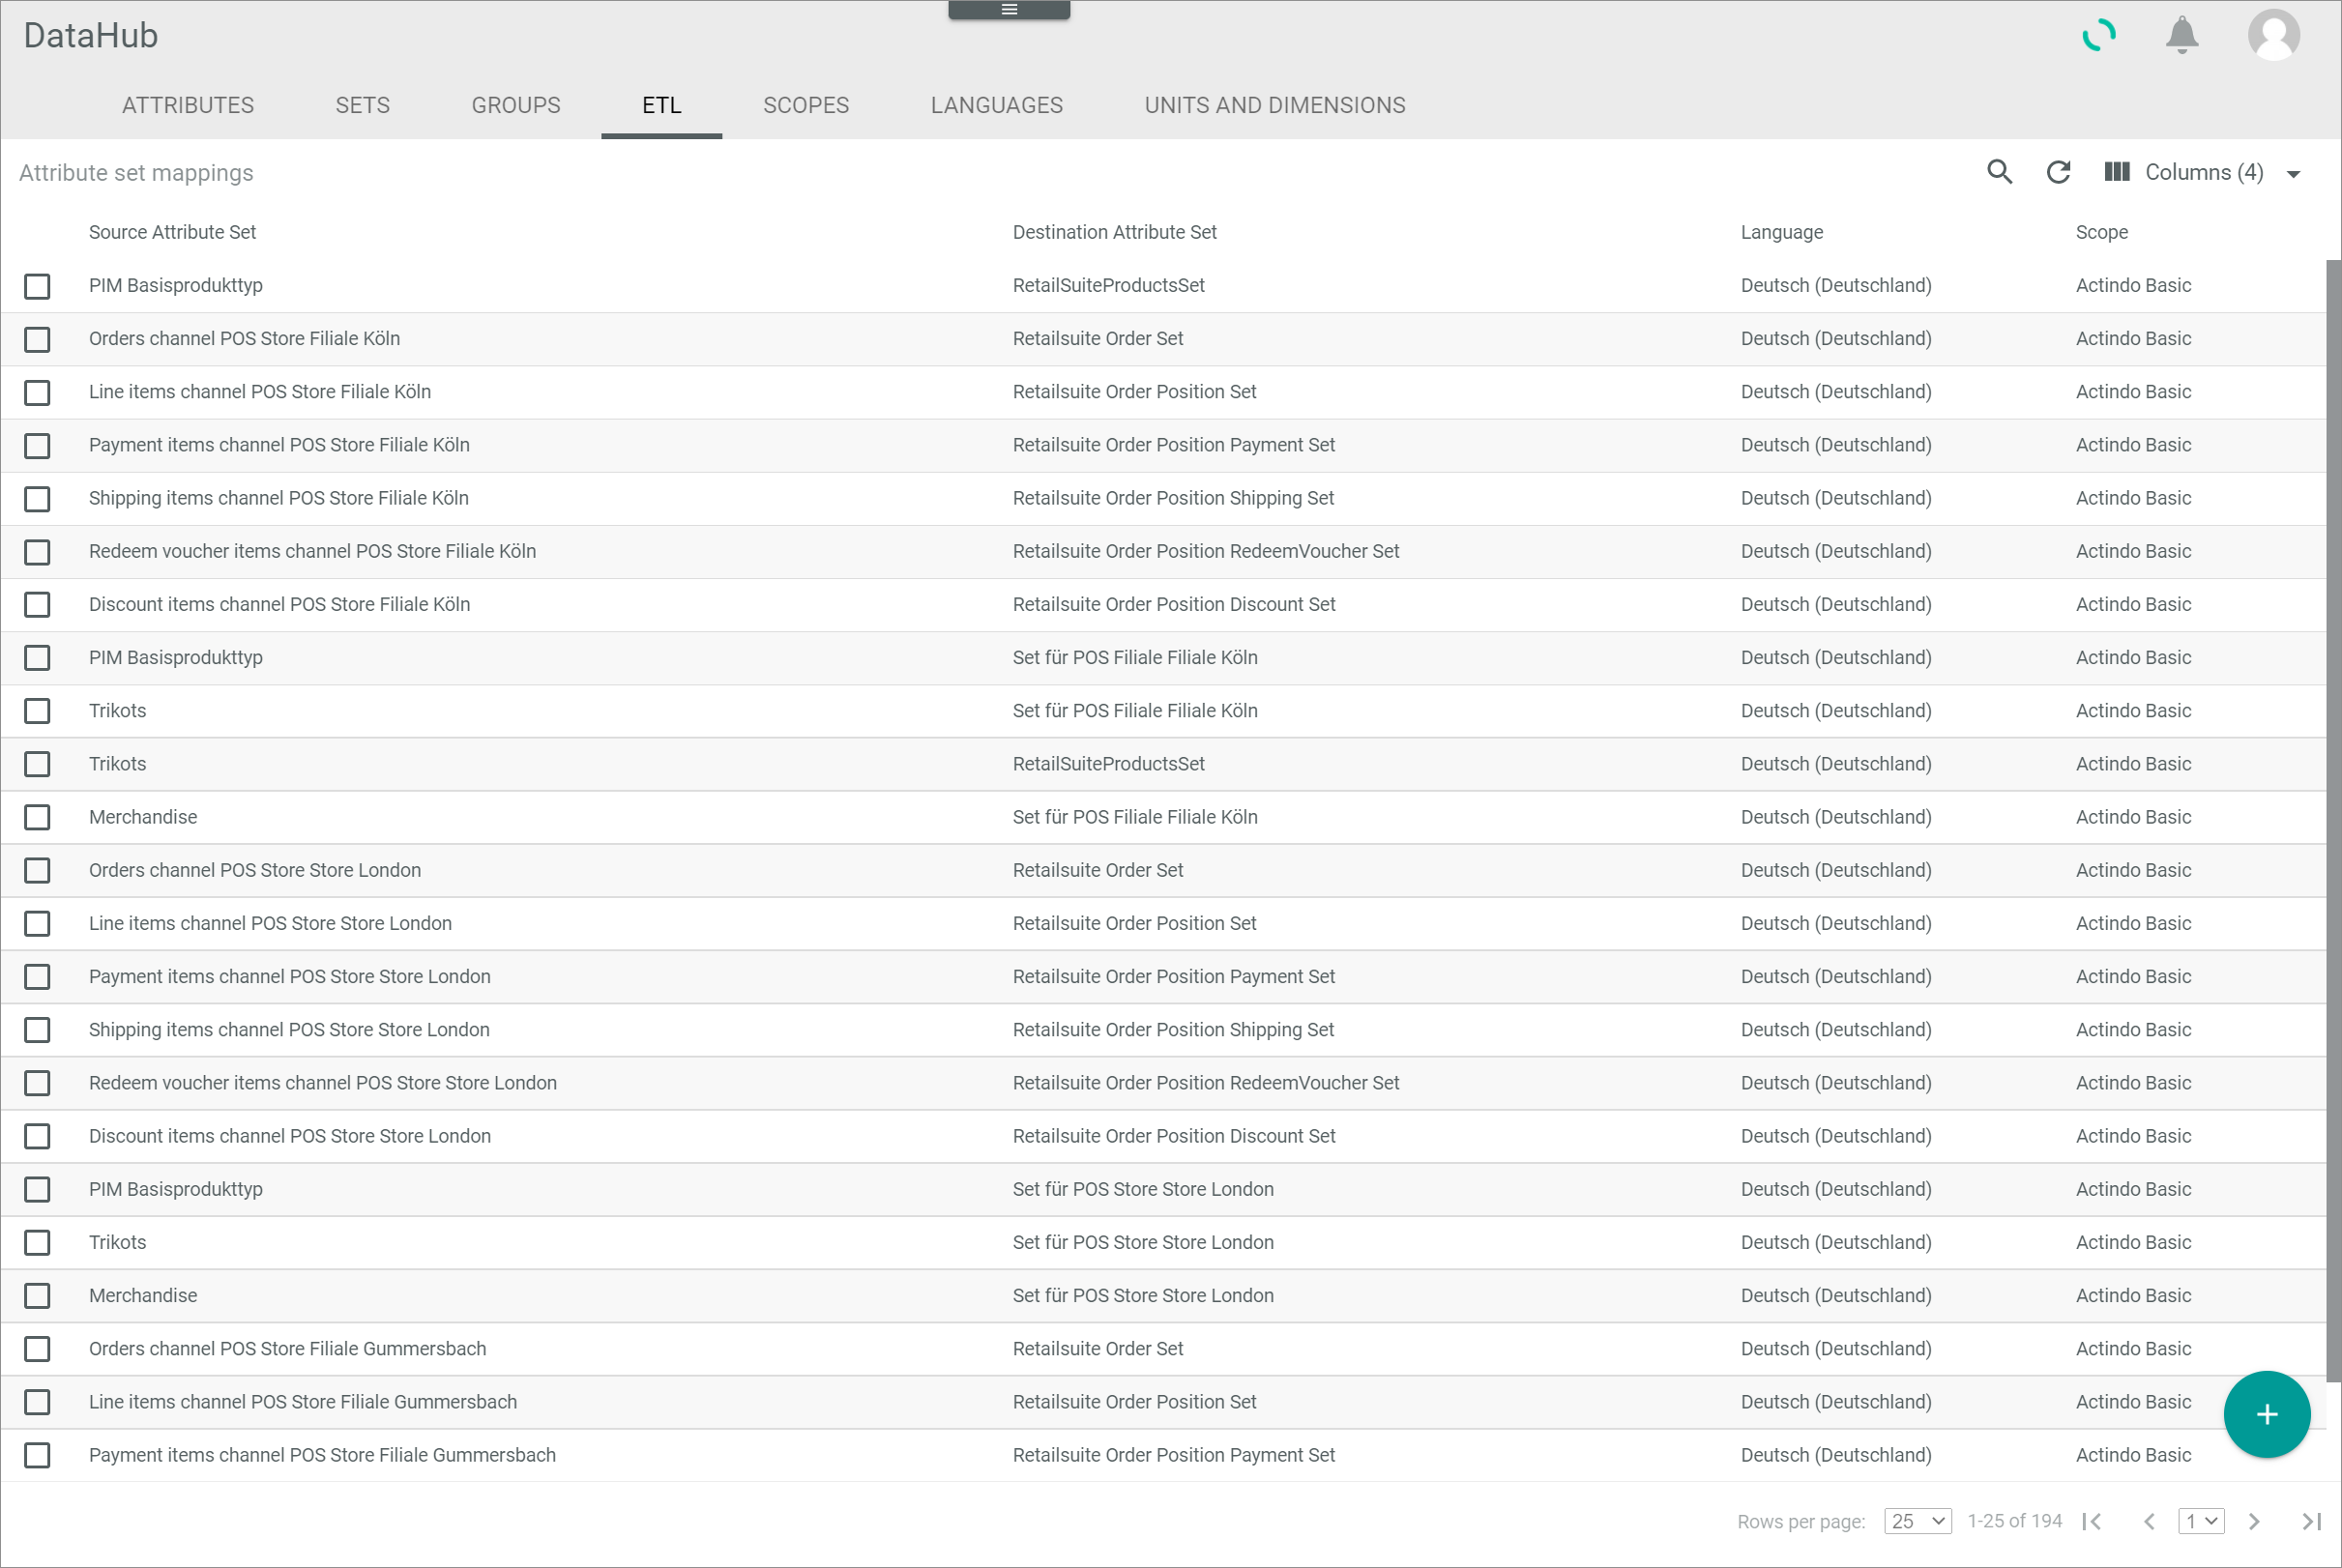 DataHub
ATTRIBUTES SETS GROUPS ETL SCOPES LANGUAGES UNITS AND DIMENSIONS
Attribute set mappings Columns (4)
Source Attribute Set Destination Attribute Set Language Scope
PIM Basisprodukttyp RetailSuiteProductsSet Deutsch (Deutschland) Actindo Basic
Orders channel POS Store Filiale Köln Retailsuite Order Set Deutsch (Deutschland) Actindo Basic
Line items channel POS Store Filiale Köln Retailsuite Order Position Set Deutsch (Deutschland) Actindo Basic
Payment items channel POS Store Filiale Köln Retailsuite Order Position Payment Set Deutsch (Deutschland) Actindo Basic
Shipping items channel POS Store Filiale Köln Retailsuite Order Position Shipping Set Deutsch (Deutschland) Actindo Basic
Redeem voucher items channel POS Store Filiale Köln Retailsuite Order Position RedeemVoucher Set Deutsch (Deutschland) Actindo Basic
Discount items channel POS Store Filiale Köln Retailsuite Order Position Discount Set Deutsch (Deutschland) Actindo Basic
PIM Basisprodukttyp Set für POS Filiale Filiale Köln Deutsch (Deutschland) Actindo Basic
Trikots Set für POS Filiale Filiale Köln Deutsch (Deutschland) Actindo Basic
Trikots RetailSuiteProductsSet Deutsch (Deutschland) Actindo Basic
Merchandise Set für POS Filiale Filiale Köln Deutsch (Deutschland) Actindo Basic
Orders channel POS Store Store London Retailsuite Order Set Deutsch (Deutschland) Actindo Basic
Line items channel POS Store Store London Retailsuite Order Position Set Deutsch (Deutschland) Actindo Basic
Payment items channel POS Store Store London Retailsuite Order Position Payment Set Deutsch (Deutschland) Actindo Basic
Shipping items channel POS Store Store London Retailsuite Order Position Shipping Set Deutsch (Deutschland) Actindo Basic
Redeem voucher items channel POS Store Store London Retailsuite Order Position RedeemVoucher Set Deutsch (Deutschland) Actindo Basic
Discount items channel POS Store Store London Retailsuite Order Position Discount Set Deutsch (Deutschland) Actindo Basic
PIM Basisprodukttyp Set für POS Store Store London Deutsch (Deutschland) Actindo Basic
Trikots Set für POS Store Store London Deutsch (Deutschland) Actindo Basic
Merchandise Set für POS Store Store London Deutsch (Deutschland) Actindo Basic
Orders channel POS Store Filiale Gummersbach Retailsuite Order Set Deutsch (Deutschland) Actindo Basic
Line items channel POS Store Filiale Gummersbach Retailsuite Order Position Set Deutsch (Deutschland) Actindo Basic
Payment items channel POS Store Filiale Gummersbach Retailsuite Order Position Payment Set Deutsch (Deutschland) Actindo Basic
Rows per page: 25 1-25 of 194 1